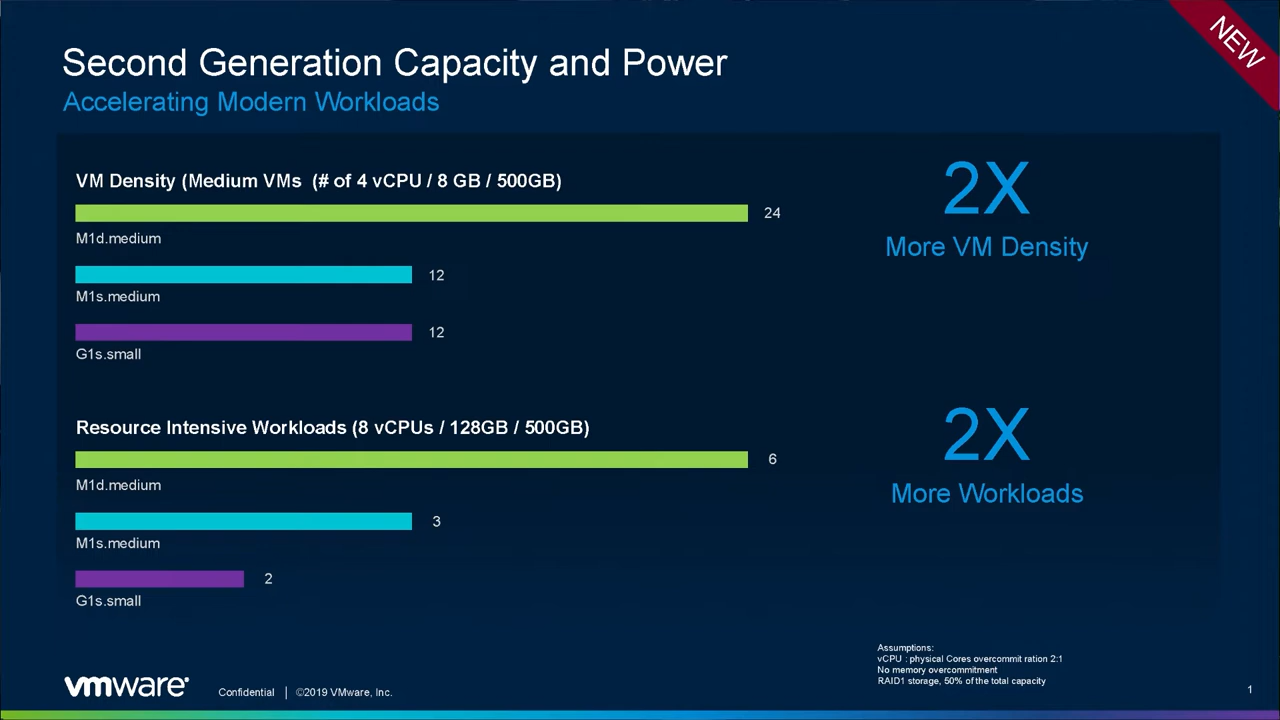 NEW
Second Generation Capacity and Power
Accelerating Modern Workloads
VM Density (Medium VMs (# of 4 vCPU / 8 GB / 500GB)
24
M1d.medium
12
M1s.medium
12
G1s.small
2X
More VM Density
Resource Intensive Workloads (8 vCPUs / 128GB / 500GB)
6
M1d.medium
3
M1s.medium
2
G1s.small
2X
More Workloads
Assumptions:
vCPU : physical Cores overcommit ration 2:1
No memory overcommitment
RAID1 storage, 50% of the total capacity
vmware®
Confidential | ©2019 VMware, Inc.
1